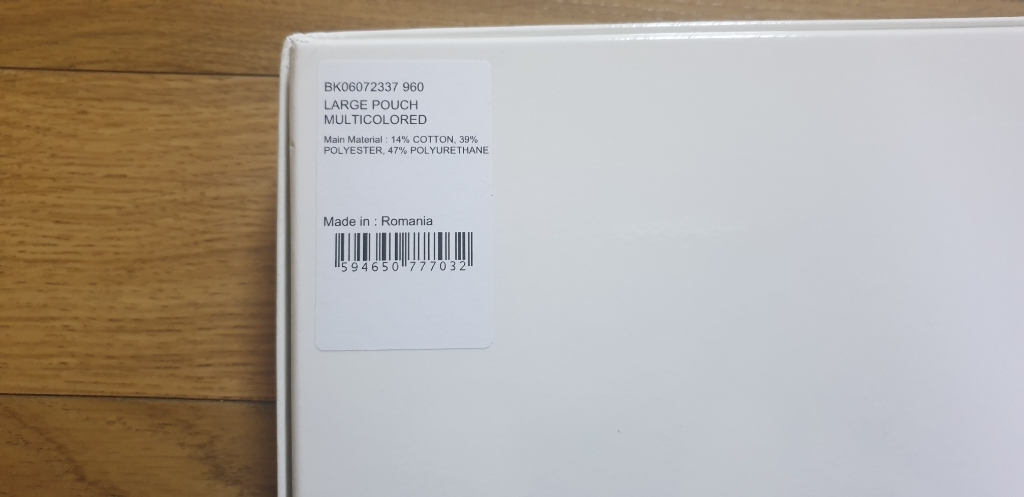 BK06072337 960
LARGE POUCH
MULTICOLORED
Main Material : 14% COTTON, 39%
POLYESTER, 47% POLYURETHANE
Made in : Romania
594650 777032